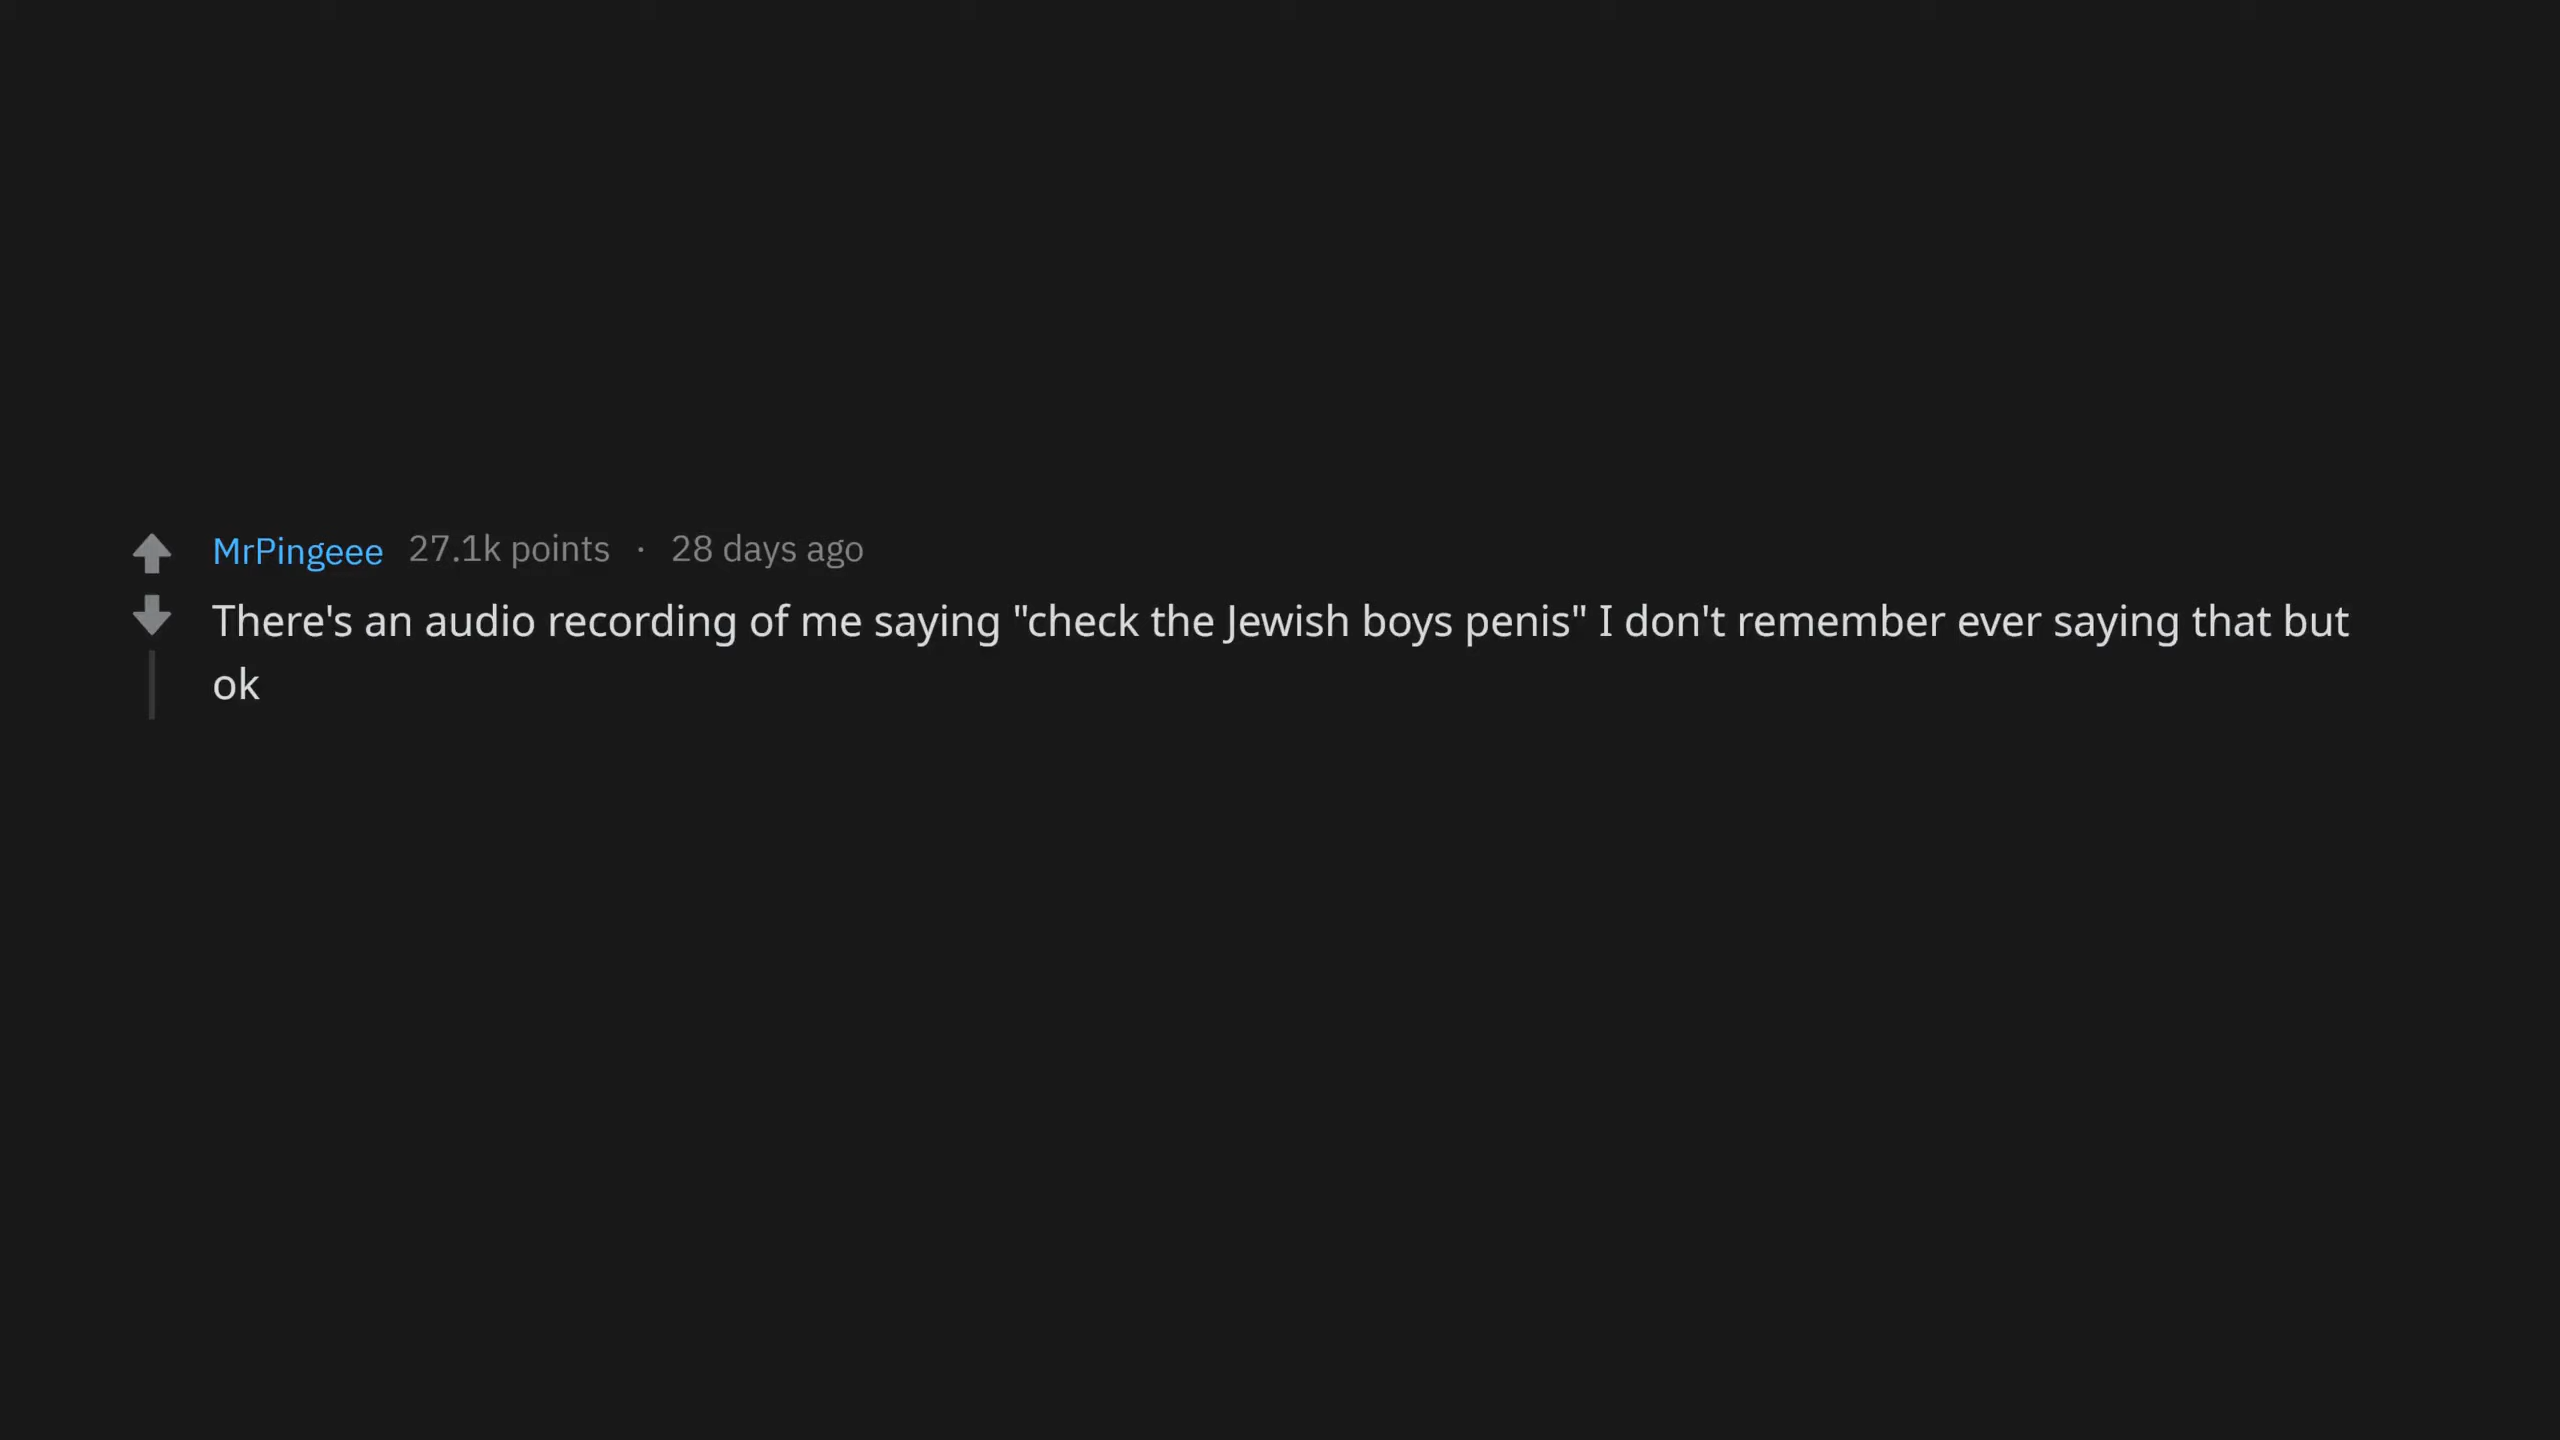 MrPingeee 27.1k points · 28 days ago
There's an audio recording of me saying "check the Jewish boys penis" I don't remember ever saying that but
ok